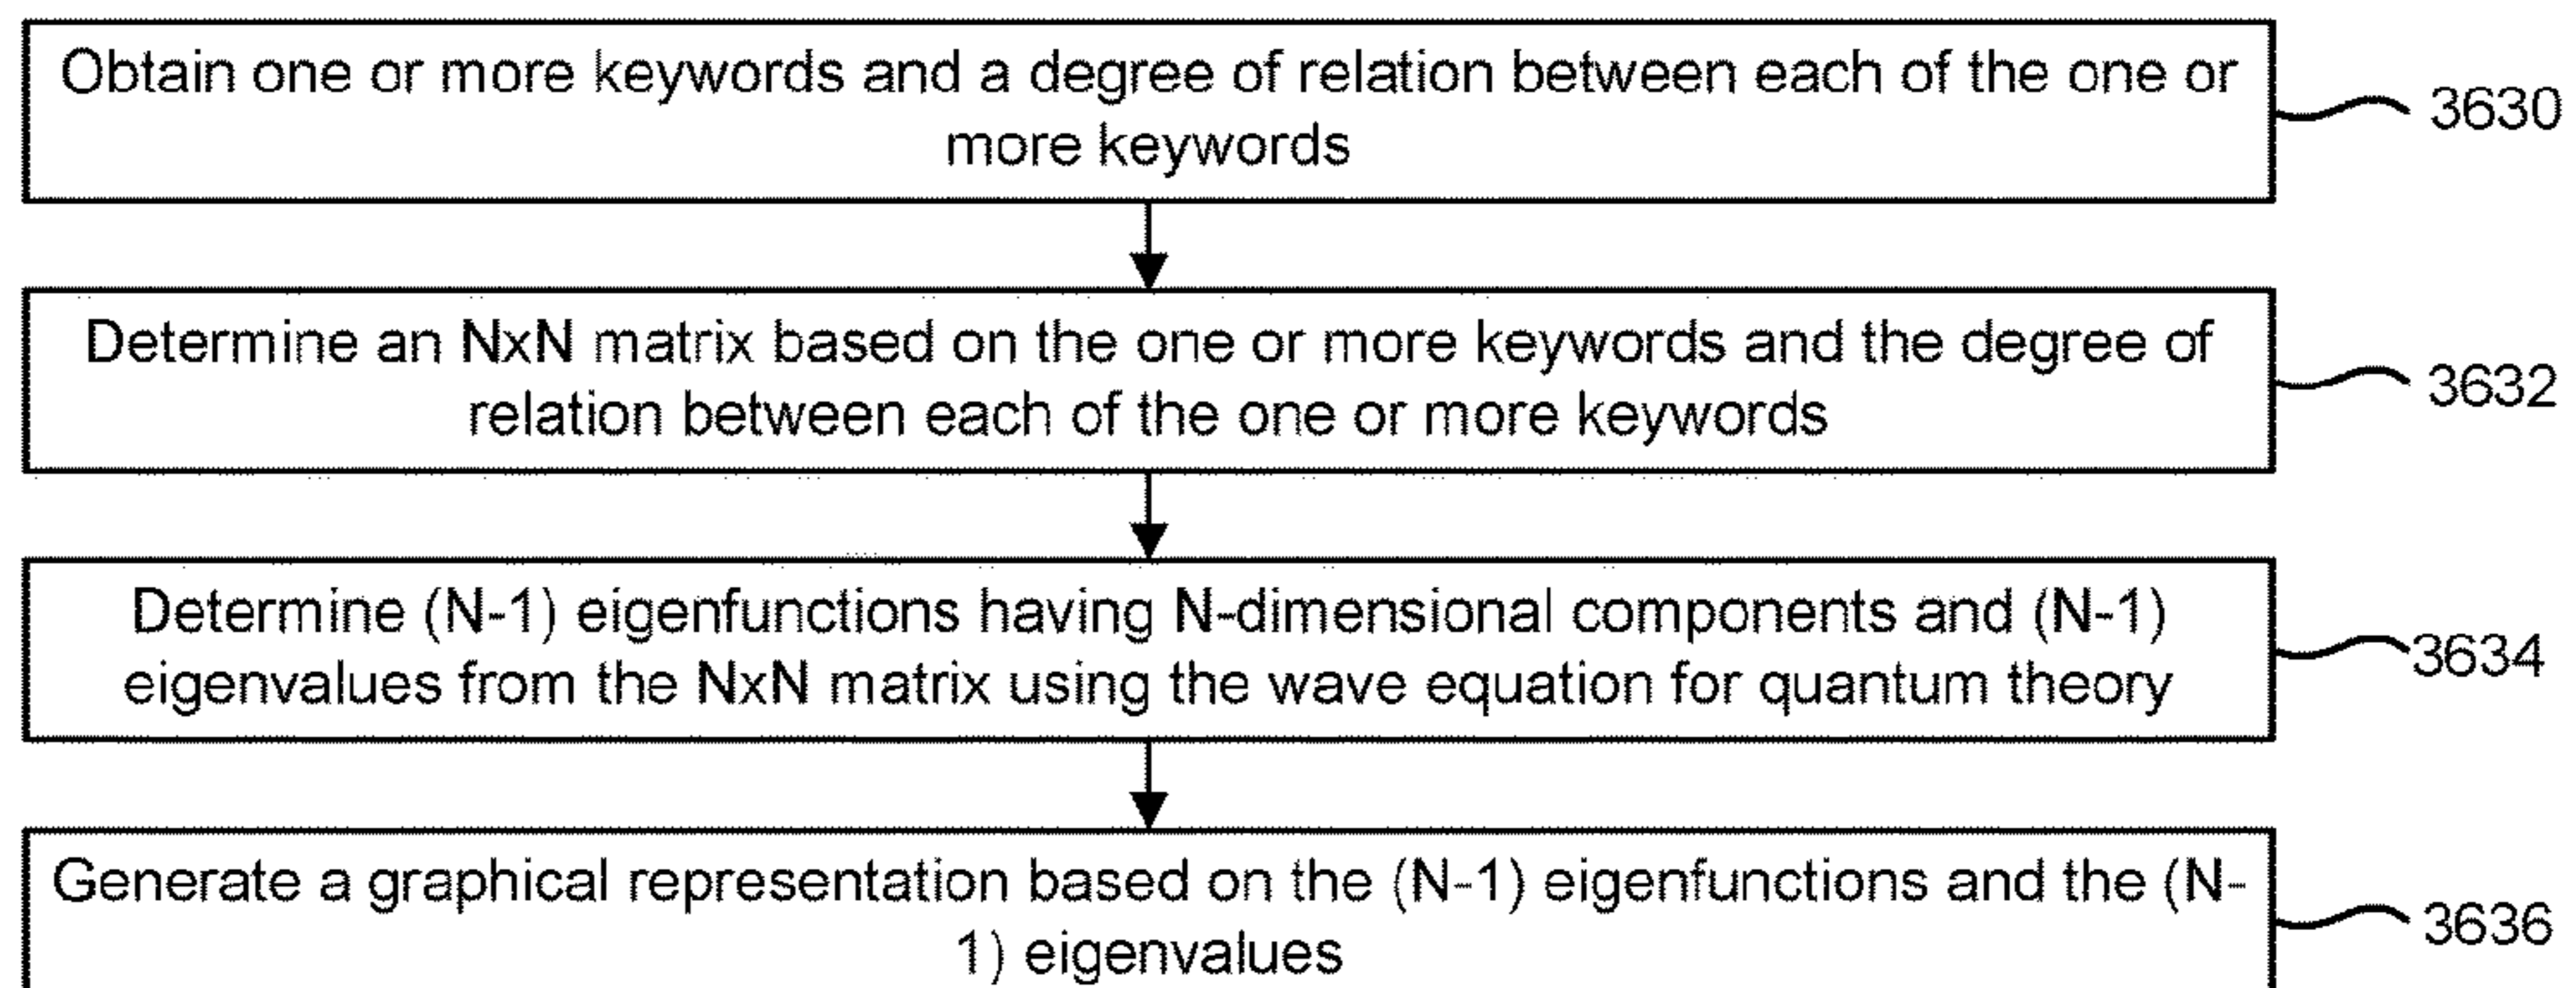 Obtain one or more keywords and a degree of relation between each of the one or
more keywords
3630
Determine an NxN matrix based on the one or more keywords and the degree of
relation between each of the one or more keywords
3632
Determine (N-1) eigenfunctions having N-dimensional components and (N-1)
eigenvalues from the NxN matrix using the wave equation for quantum theory
3634
Generate a graphical representation based on the (N-1) eigenfunctions and the (N-
1) eigenvalues
3636